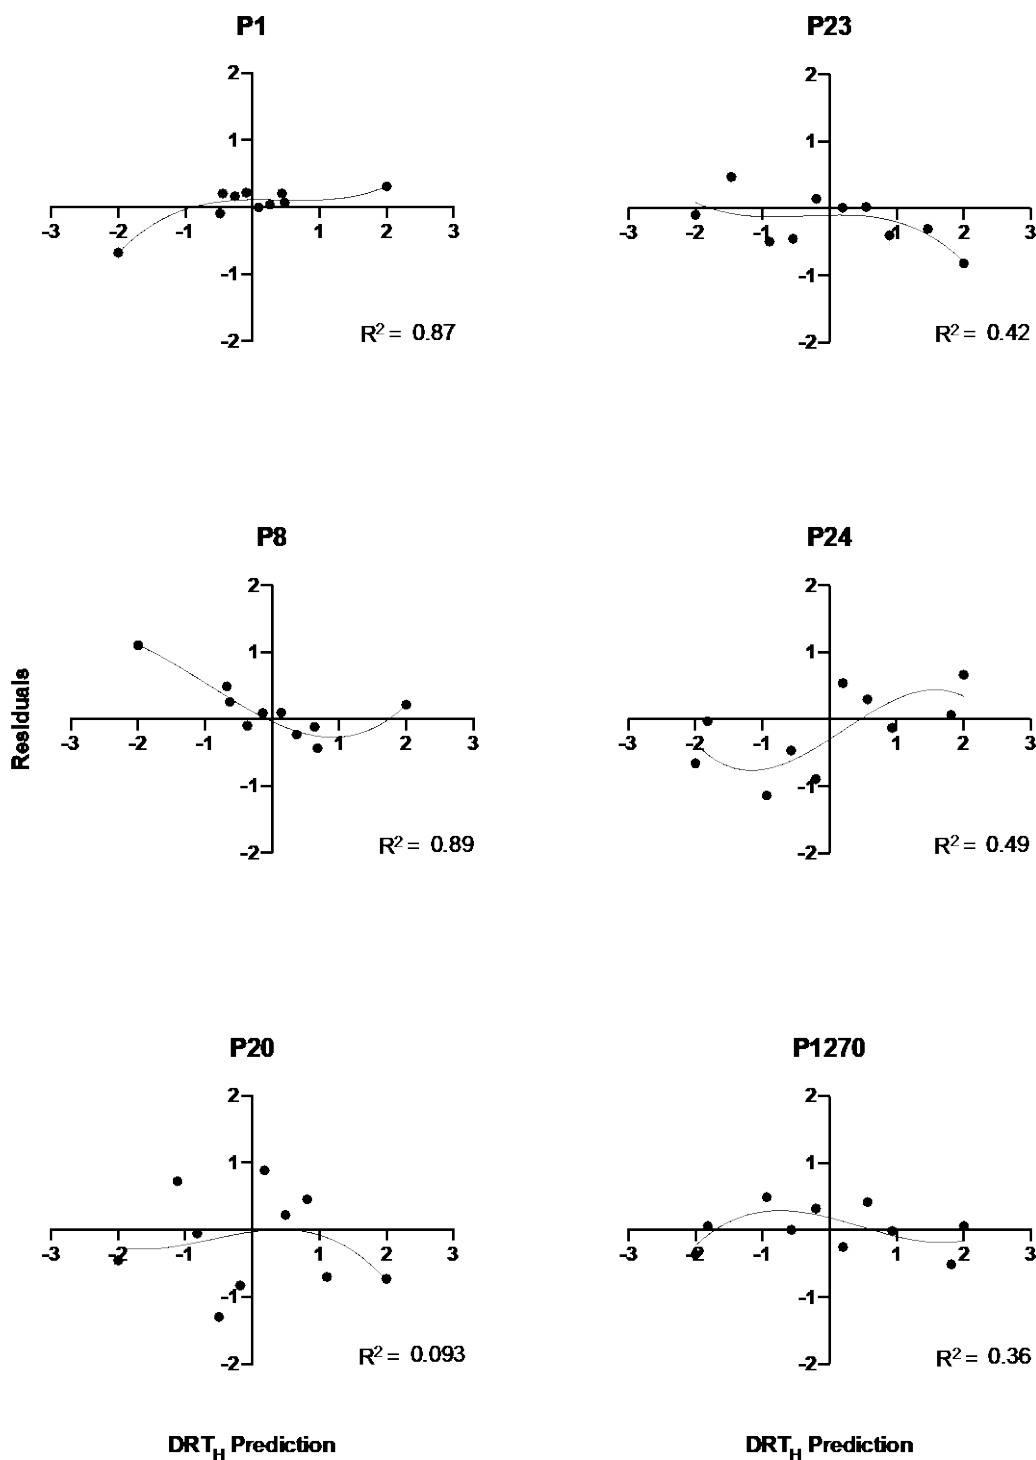 P1
2
1
-3 -2 -1 1 2 3
-1
-2
R² = 0.87
P23
2
1
-3 -2 -1 1 2 3
-1
-2
R² = 0.42
Residuals
P8
2
1
-3 -2 -1 1 2 3
-1
-2
R² = 0.89
P24
2
1
-3 -2 -1 1 2 3
-1
-2
R² = 0.49
P20
2
1
-3 -2 -1 1 2 3
-1
-2
R² = 0.093
DRT_H Prediction
P1270
2
1
-3 -2 -1 1 2 3
-1
-2
R² = 0.36
DRT_H Prediction